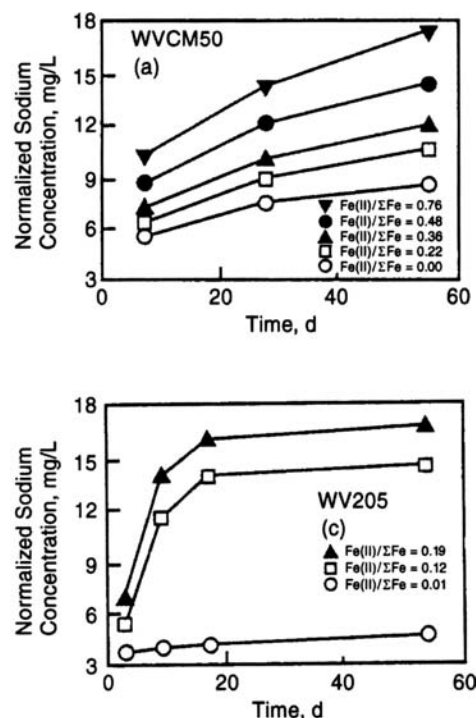 18
WVCM50
(a)
15
12
9
6
3
Normalized Sodium
Concentration, mg/L
Fe(II)/ΣFe = 0.76
Fe(II)/ΣFe = 0.48
Fe(II)/ΣFe = 0.36
Fe(II)/ΣFe = 0.22
Fe(II)/ΣFe = 0.00
0 20 40 60
Time, d
18
15
12
9
6
3
Normalized Sodium
Concentration, mg/L
WV205
(c)
Fe(II)/ΣFe = 0.19
Fe(II)/ΣFe = 0.12
Fe(II)/ΣFe = 0.01
0 20 40 60
Time, d